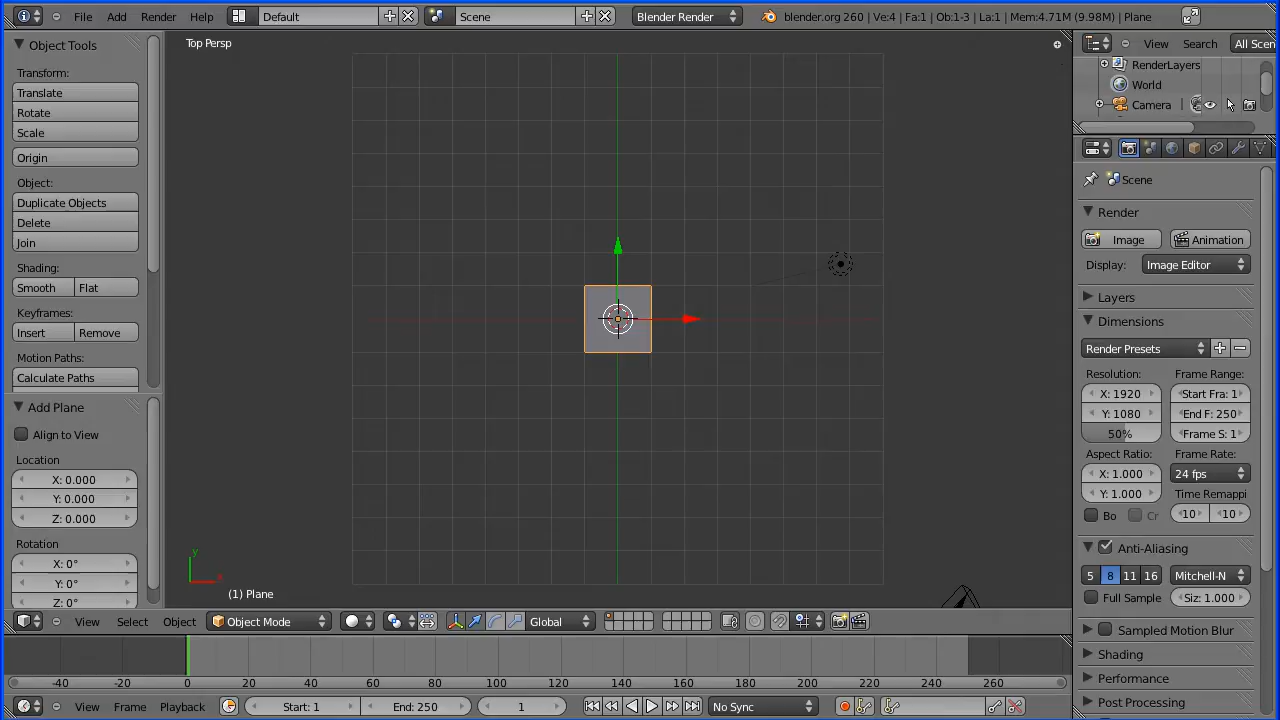 File Add Render Help Default Scene Blender Render blender.org 260 | Ve:4 | Fa:1 | Ob:1-3 | La:1 | Mem:4.71M (9.98M) | Plane
Object Tools
Transform:
Translate
Rotate
Scale
Origin
Object:
Duplicate Objects
Delete
Join
Shading:
Smooth Flat
Keyframes:
Insert Remove
Motion Paths:
Calculate Paths
Add Plane
Align to View
Location
X: 0.000
Y: 0.000
Z: 0.000
Rotation
X: 0°
Y: 0°
Z: 0°
Top Persp
y
x
(1) Plane
View Select Object Object Mode Global
-40 -20 0 20 40 60 80 100 120 140 160 180 200 220 240 260
View Frame Playback Start: 1 End: 250 1 No Sync
View Search All Scen
RenderLayers
World
Camera
Scene
Render
Image Animation
Display: Image Editor
Layers
Dimensions
Render Presets
Resolution: Frame Range:
X: 1920 Start Fra: 1
Y: 1080 End F: 250
50% Frame S: 1
Aspect Ratio: Frame Rate:
X: 1.000 24 fps
Y: 1.000 Time Remappi
Bo Cr 10 10
Anti-Aliasing
5 8 11 16 Mitchell-N
Full Sample Siz: 1.000
Sampled Motion Blur
Shading
Performance
Post Processing